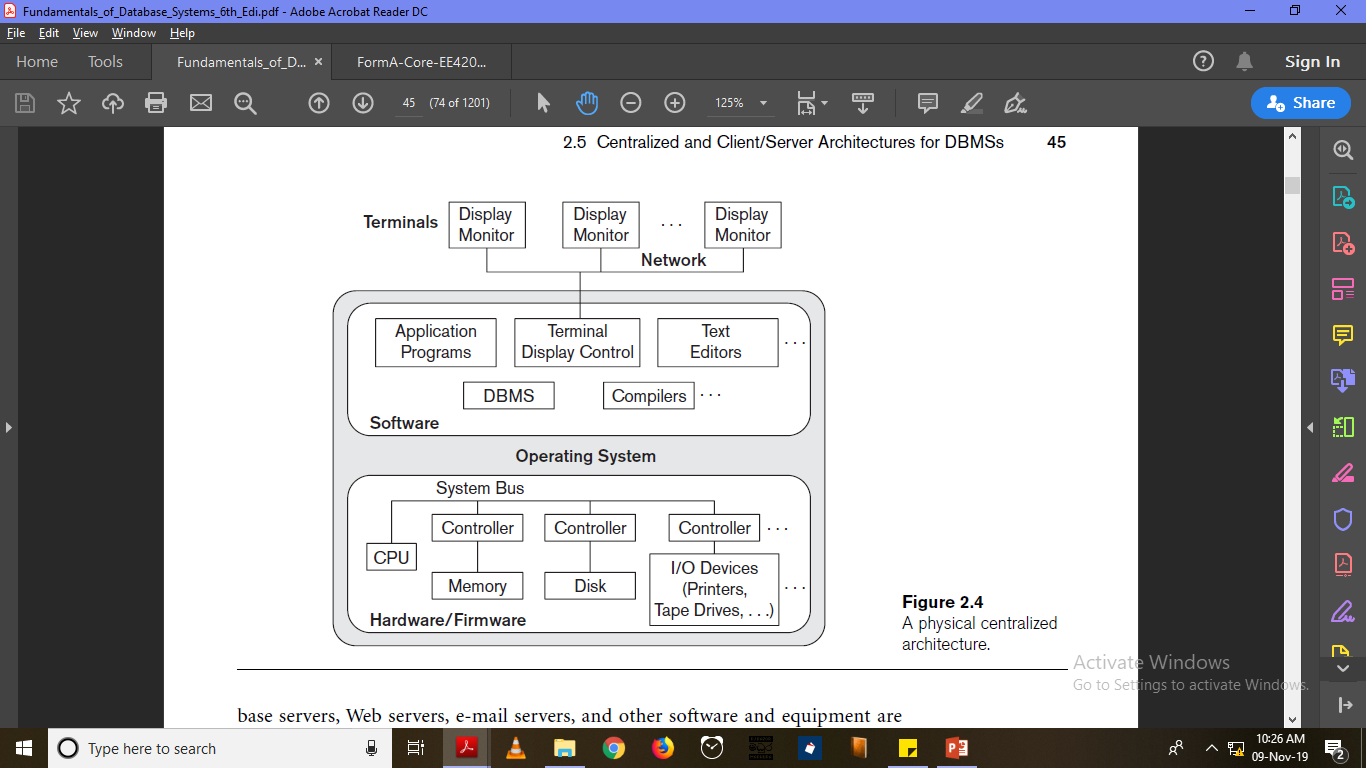 Fundamentals_of_Database_Systems_6th_Edi.pdf - Adobe Acrobat Reader DC
File Edit View Window Help
Home Tools Fundamentals_of_D... × FormA-Core-EE420... Sign In
45 (74 of 1201) 125% Share
2.5 Centralized and Client/Server Architectures for DBMSs 45
Terminals
Display
Monitor
Display
Monitor
. . .
Display
Monitor
Network
Application
Programs
Terminal
Display Control
Text
Editors
. . .
DBMS
Compilers
. . .
Software
Operating System
System Bus
Controller
Controller
Controller
. . .
CPU
Memory
Disk
I/O Devices
(Printers,
Tape Drives, . . .)
. . .
Hardware/Firmware
Figure 2.4
A physical centralized
architecture.
Activate Windows
Go to Settings to activate Windows.
base servers, Web servers, e-mail servers, and other software and equipment are
Type here to search
10:26 AM
09-Nov-19
2